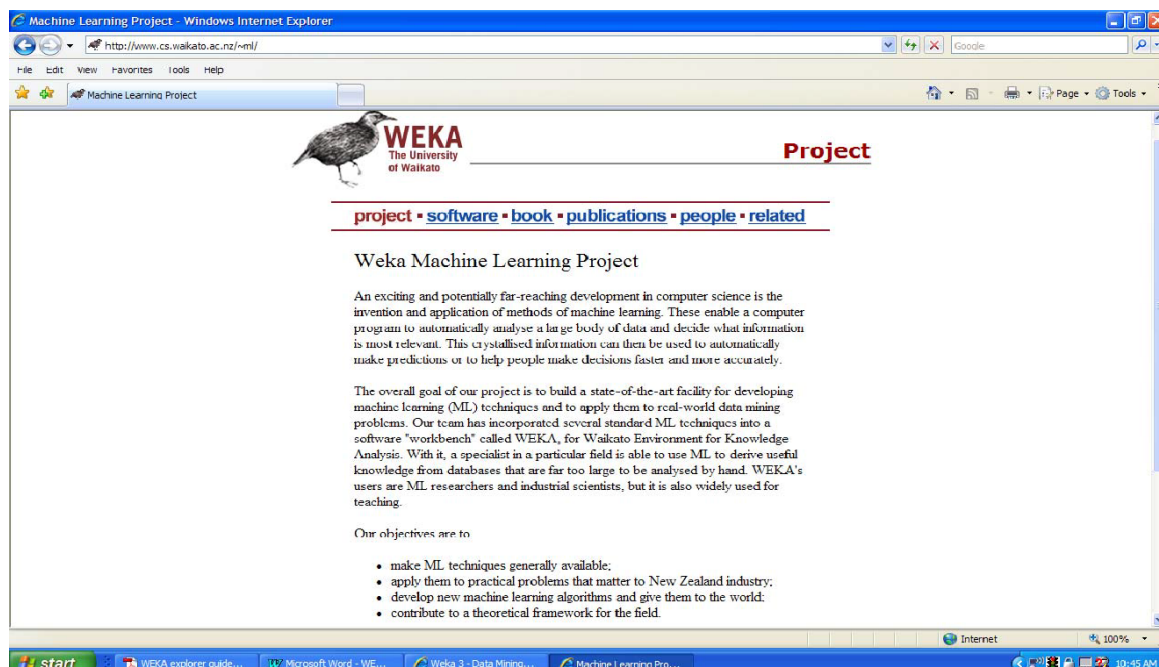 Machine Learning Project - Windows Internet Explorer
http://www.cs.waikato.ac.nz/~ml/
Google
File Edit View Favorites Tools Help
Machine Learning Project
Page Tools
WEKA
The University
of Waikato
Project
project ▪ software ▪ book ▪ publications ▪ people ▪ related
Weka Machine Learning Project
An exciting and potentially far-reaching development in computer science is the
invention and application of methods of machine learning. These enable a computer
program to automatically analyse a large body of data and decide what information
is most relevant. This crystallised information can then be used to automatically
make predictions or to help people make decisions faster and more accurately.
The overall goal of our project is to build a state-of-the-art facility for developing
machine learning (ML) techniques and to apply them to real-world data mining
problems. Our team has incorporated several standard ML techniques into a
software "workbench" called WEKA, for Waikato Environment for Knowledge
Analysis. With it, a specialist in a particular field is able to use ML to derive useful
knowledge from databases that are far too large to be analysed by hand. WEKA's
users are ML researchers and industrial scientists, but it is also widely used for
teaching.
Our objectives are to
• make ML techniques generally available;
• apply them to practical problems that matter to New Zealand industry;
• develop new machine learning algorithms and give them to the world;
• contribute to a theoretical framework for the field.
Internet 100%
start WEKA explorer guide... Microsoft Word - WE... Weka 3 - Data Mining... Machine Learning Pro... 10:45 AM